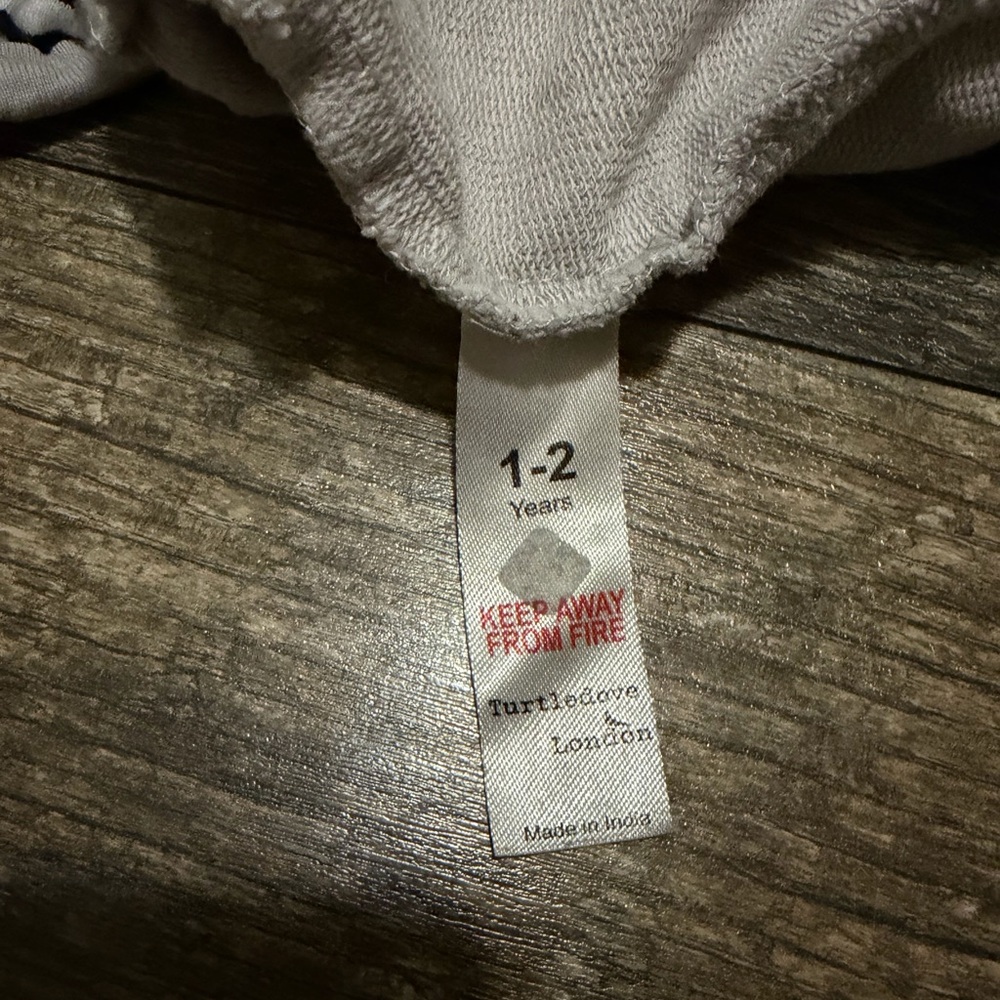 1-2
Years
KEEP AWAY
FROM FIRE
Turtledove
London
Made in India